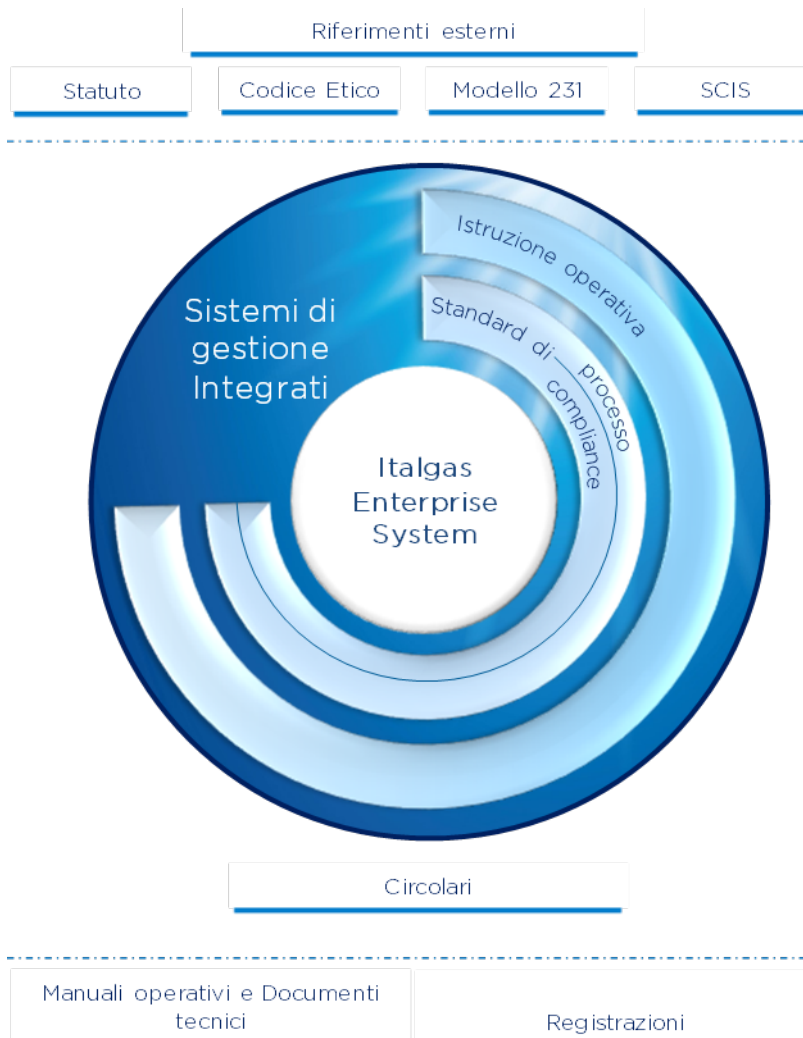 Riferimenti esterni
Statuto
Codice Etico
Modello 231
SCIS
Istruzione operativa
Standard di processo
compliance
Sistemi di
gestione
Integrati
Italgas
Enterprise
System
Circolari
Manuali operativi e Documenti
tecnici
Registrazioni